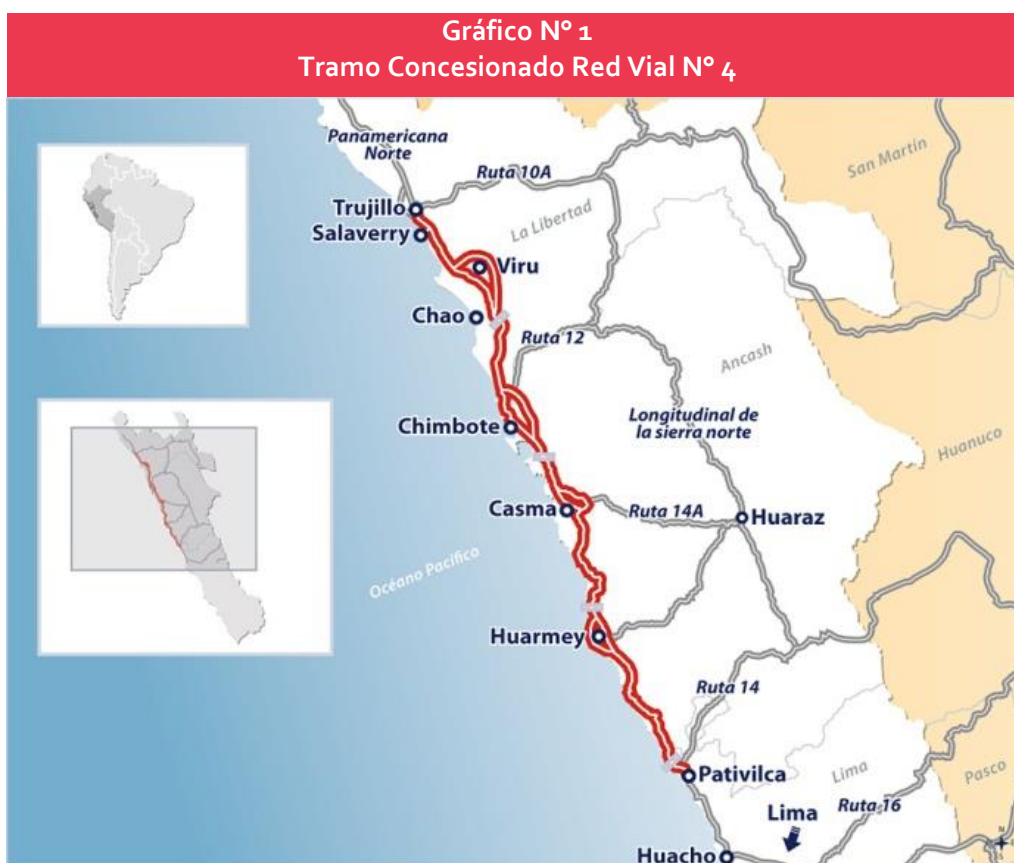 Gráfico N° 1
Tramo Concesionado Red Vial N° 4
Panamericana
Norte
Ruta 10A
San Martín
Trujillo
Salaverry
La Libertad
Viru
Chao
Ruta 12
Ancash
Chimbote
Longitudinal de
la sierra norte
Huanuco
Casma
Ruta 14A
Huaraz
Océano Pacífico
Huarmey
Ruta 14
Pativilca
Lima
Pasco
Ruta 16
Lima
Huacho
N
S